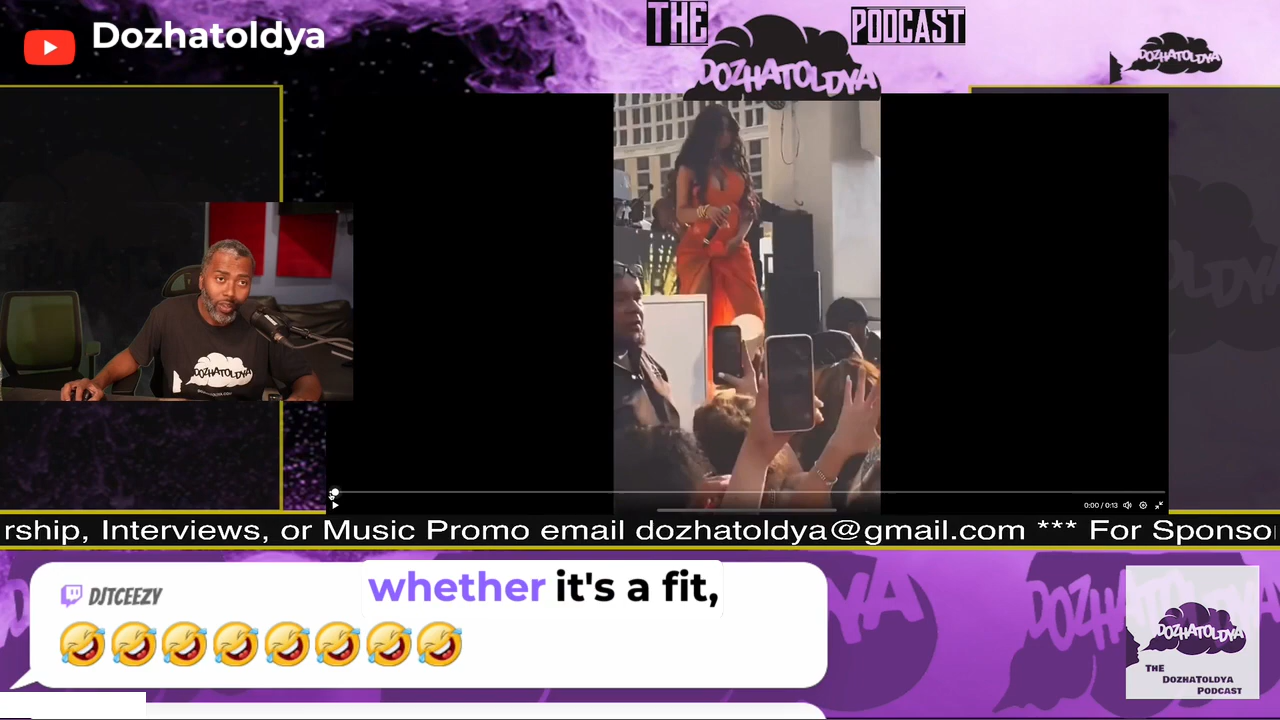 Dozhatoldya
THE
PODCAST
DOZHATOLDYA
DOZHATOLDYA
DOZHATOLDYA
0:00 / 0:13
rship, Interviews, or Music Promo email dozhatoldya@gmail.com *** For Sponso
DJTCEEZY
whether it's a fit,
DOZHATOLDYA
THE
DOZHATOLDYA
PODCAST